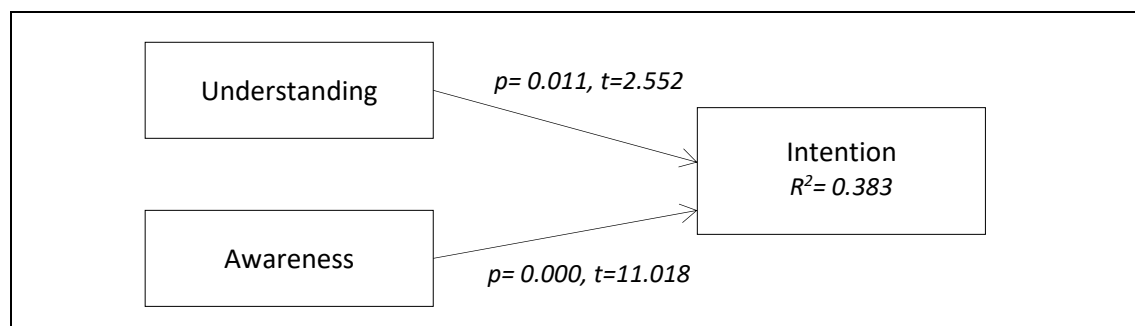 Understanding
p= 0.011, t=2.552
Intention
R²= 0.383
Awareness
p= 0.000, t=11.018